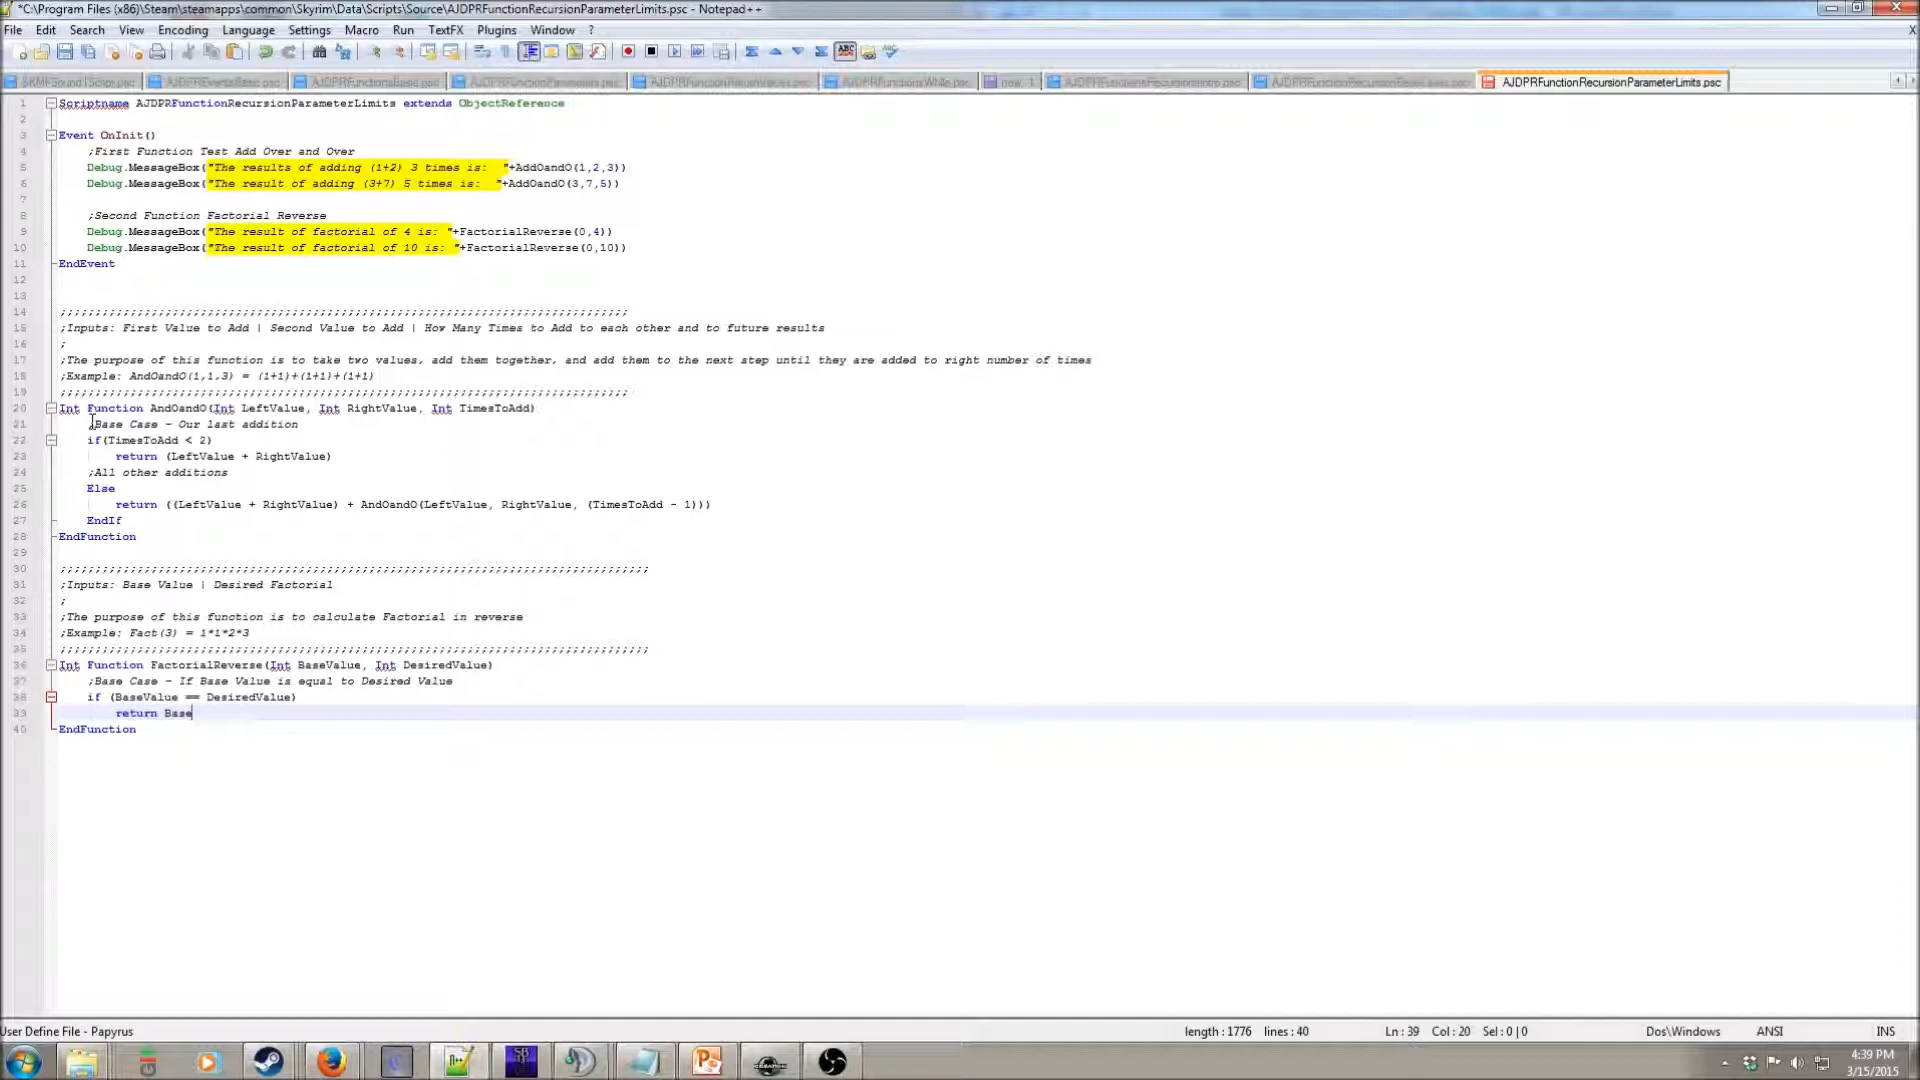 *C:\Program Files (x86)\Steam\steamapps\common\Skyrim\Data\Scripts\Source\AJDPRFunctionRecursionParameterLimits.psc - Notepad++
File Edit Search View Encoding Language Settings Macro Run TextFX Plugins Window ? X
AJDPREventsBasic.psc AJDPRFunctionsBasic.psc AJDPRFunctionsWhile.psc new 1 AJDPRFunctionRecursionParameterLimits.psc
1 Scriptname AJDPRFunctionRecursionParameterLimits extends ObjectReference
2
3 Event OnInit()
4 ;First Function Test Add Over and Over
5 Debug.MessageBox("The results of adding (1+2) 3 times is: "+AddOandO(1,2,3))
6 Debug.MessageBox("The result of adding (3+7) 5 times is: "+AddOandO(3,7,5))
7
8 ;Second Function Factorial Reverse
9 Debug.MessageBox("The result of factorial of 4 is: "+FactorialReverse(0,4))
10 Debug.MessageBox("The result of factorial of 10 is: "+FactorialReverse(0,10))
11 EndEvent
12
13
14 ;;;;;;;;;;;;;;;;;;;;;;;;;;;;;;;;;;;;;;;;;;;;;;;;;;;;;;;;;;;;;;;;;;;;;;;;;;;;;;;;;
15 ;Inputs: First Value to Add | Second Value to Add | How Many Times to Add to each other and to future results
16 ;
17 ;The purpose of this function is to take two values, add them together, and add them to the next step until they are added to right number of times
18 ;Example: AndOandO(1,1,3) = (1+1)+(1+1)+(1+1)
19 ;;;;;;;;;;;;;;;;;;;;;;;;;;;;;;;;;;;;;;;;;;;;;;;;;;;;;;;;;;;;;;;;;;;;;;;;;;;;;;;;;
20 Int Function AndOandO(Int LeftValue, Int RightValue, Int TimesToAdd)
21 ;Base Case - Our last addition
22 if(TimesToAdd < 2)
23 return (LeftValue + RightValue)
24 ;All other additions
25 Else
26 return ((LeftValue + RightValue) + AndOandO(LeftValue, RightValue, (TimesToAdd - 1)))
27 EndIf
28 EndFunction
29
30 ;;;;;;;;;;;;;;;;;;;;;;;;;;;;;;;;;;;;;;;;;;;;;;;;;;;;;;;;;;;;;;;;;;;;;;;;;;;;;;;;;;;;
31 ;Inputs: Base Value | Desired Factorial
32 ;
33 ;The purpose of this function is to calculate Factorial in reverse
34 ;Example: Fact(3) = 1*1*2*3
35 ;;;;;;;;;;;;;;;;;;;;;;;;;;;;;;;;;;;;;;;;;;;;;;;;;;;;;;;;;;;;;;;;;;;;;;;;;;;;;;;;;;;;
36 Int Function FactorialReverse(Int BaseValue, Int DesiredValue)
37 ;Base Case - If Base Value is equal to Desired Value
38 if (BaseValue == DesiredValue)
39 return Base
40 EndFunction
User Define File - Papyrus length : 1776 lines : 40 Ln : 39 Col : 20 Sel : 0 | 0 Dos\Windows ANSI INS
4:39 PM
3/15/2015